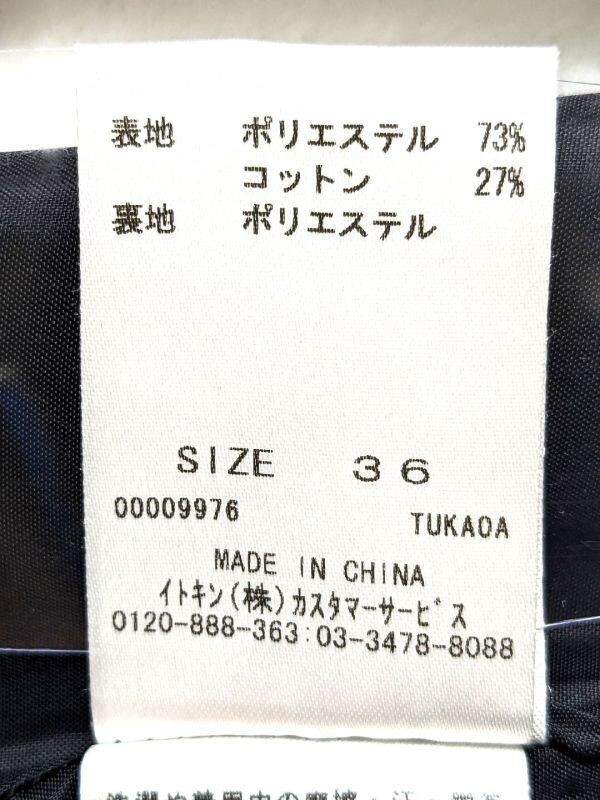 表地 ポリエステル 73%
コットン 27%
裏地 ポリエステル
SIZE 36
00009976 TUKAOA
MADE IN CHINA
イトキン(株)カスタマーサービス
0120-888-363:03-3478-8088